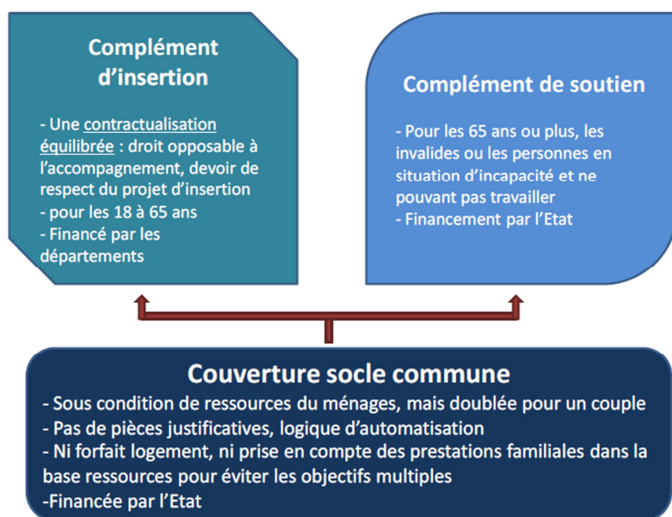 Complément
d'insertion
- Une contractualisation
équilibrée : droit opposable à
l'accompagnement, devoir de
respect du projet d'insertion
- pour les 18 à 65 ans
- Financé par les
départements
Complément de soutien
- Pour les 65 ans ou plus, les
invalides ou les personnes en
situation d'incapacité et ne
pouvant pas travailler
- Financement par l'Etat
Couverture socle commune
- Sous condition de ressources du ménages, mais doublée pour un couple
- Pas de pièces justificatives, logique d'automatisation
- Ni forfait logement, ni prise en compte des prestations familiales dans la
base ressources pour éviter les objectifs multiples
-Financée par l'Etat